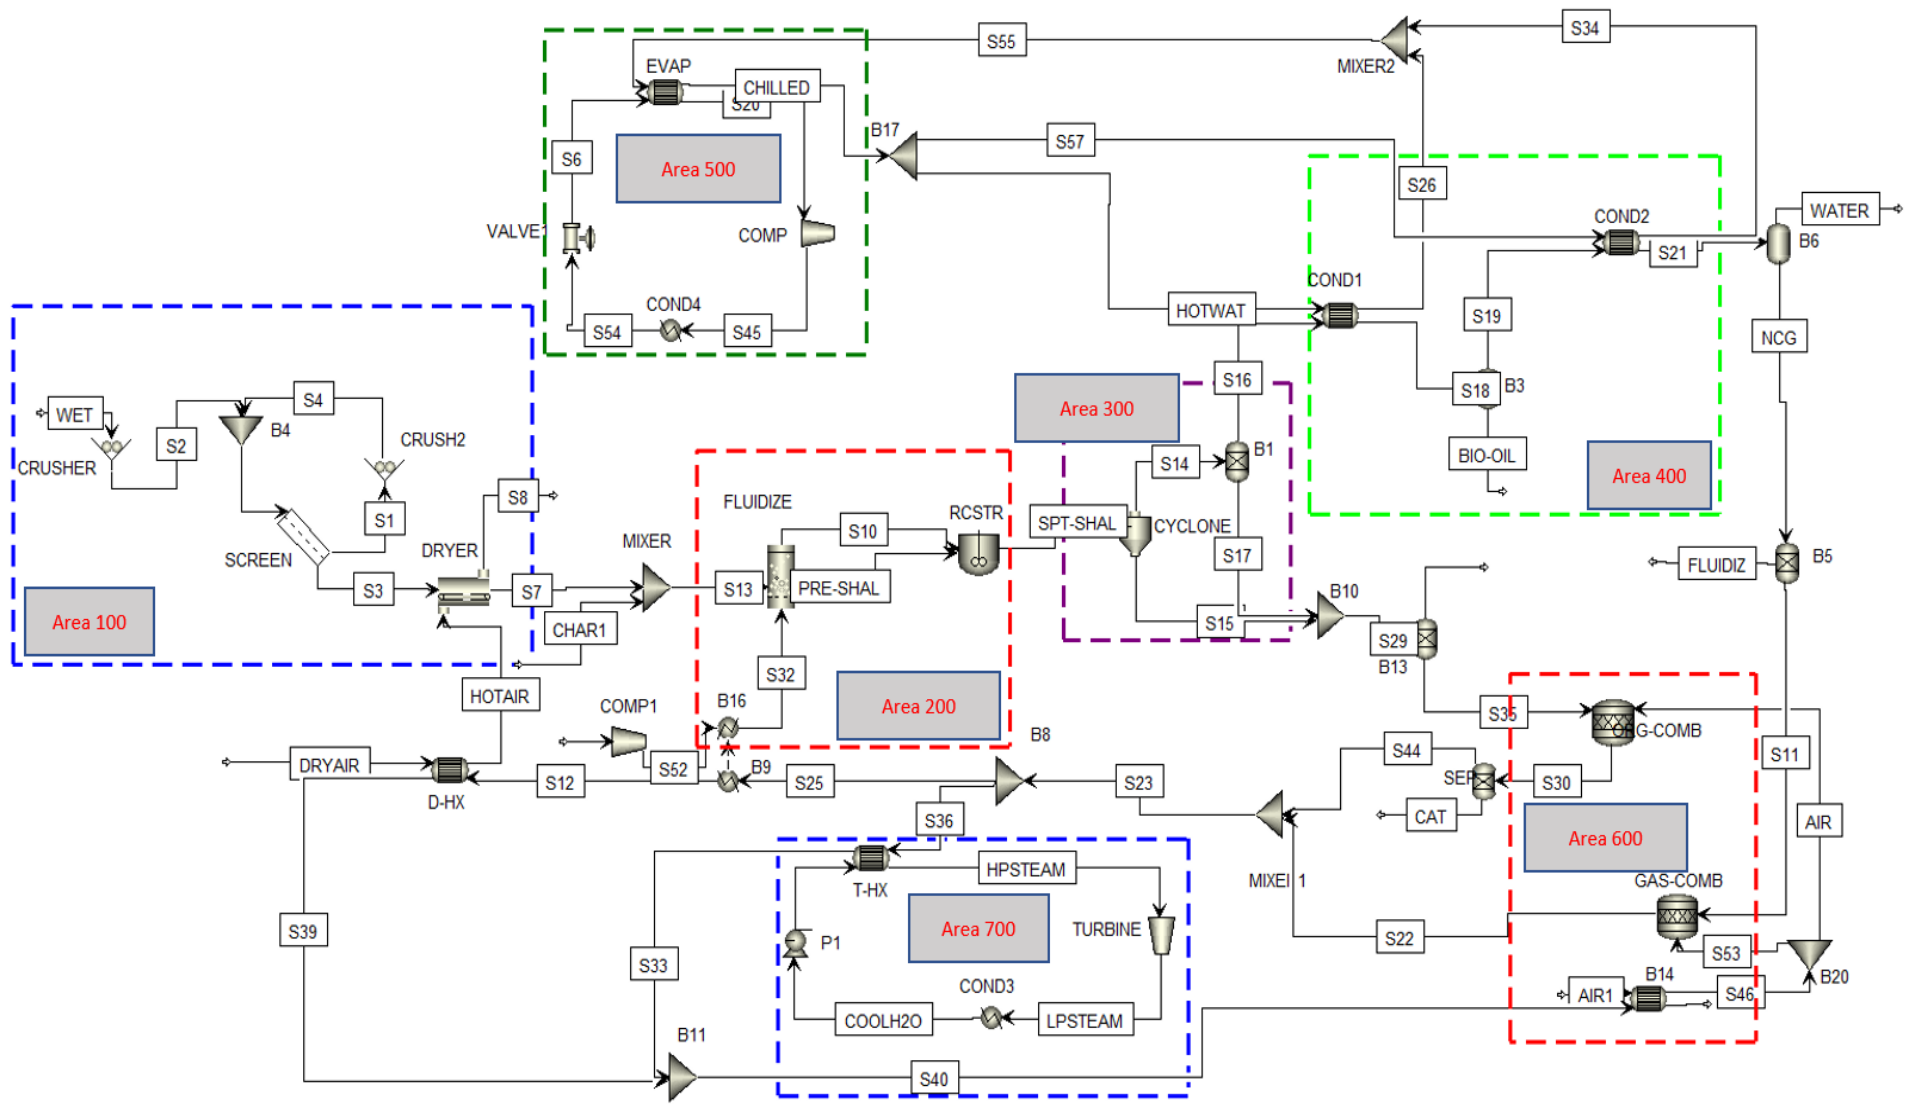 S55
S34
MIXER2
EVAP
CHILLED
S20
B17
S57
Area 500
S6
S26
COND2
WATER
B6
S21
VALVE1
COMP
COND1
HOTWAT
S19
NCG
COND4
S54
S45
S16
S18
B3
Area 300
WET
S2
S4
B4
CRUSH2
CRUSHER
S14
B1
BIO-OIL
Area 400
S8
S1
FLUIDIZE
S10
RCSTR
SPT-SHAL
CYCLONE
SCREEN
DRYER
MIXER
S17
FLUIDIZ
B5
S3
S7
S13
PRE-SHAL
B10
Area 100
CHAR1
S15
S29
B13
S32
HOTAIR
COMP1
B16
Area 200
S35
ORG-COMB
B8
S44
S11
DRYAIR
S52
B9
S25
S23
SEP
S30
D-HX
S12
S36
CAT
Area 600
AIR
T-HX
HPSTEAM
MIXER1
GAS-COMB
S39
Area 700
P1
TURBINE
S22
S53
S33
B14
B20
COND3
AIR1
S46
COOLH2O
LPSTEAM
B11
S40